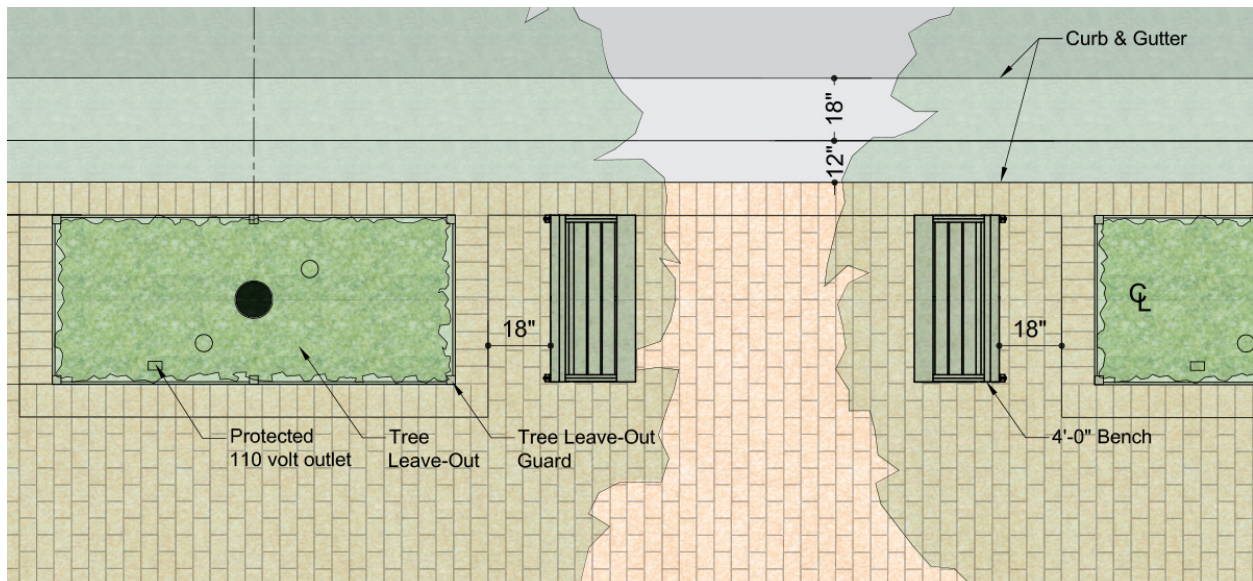 Curb & Gutter
18"
12"
18"
18"
℄
Protected
110 volt outlet
Tree
Leave-Out
Tree Leave-Out
Guard
4'-0" Bench